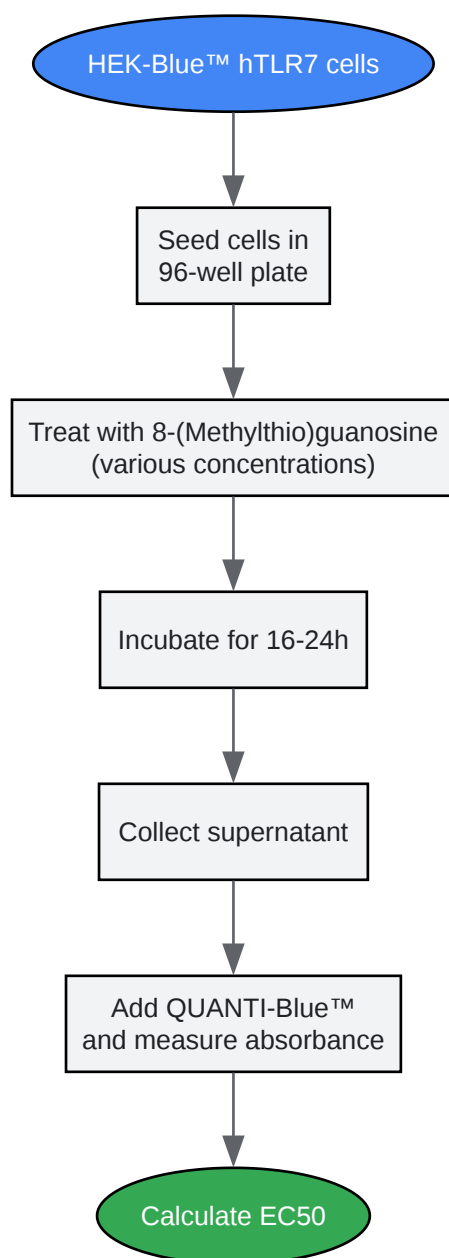 HEK-Blue™ hTLR7 cells
Seed cells in
96-well plate
Treat with 8-(Methylthio)guanosine
(various concentrations)
Incubate for 16-24h
Collect supernatant
Add QUANTI-Blue™
and measure absorbance
Calculate EC50